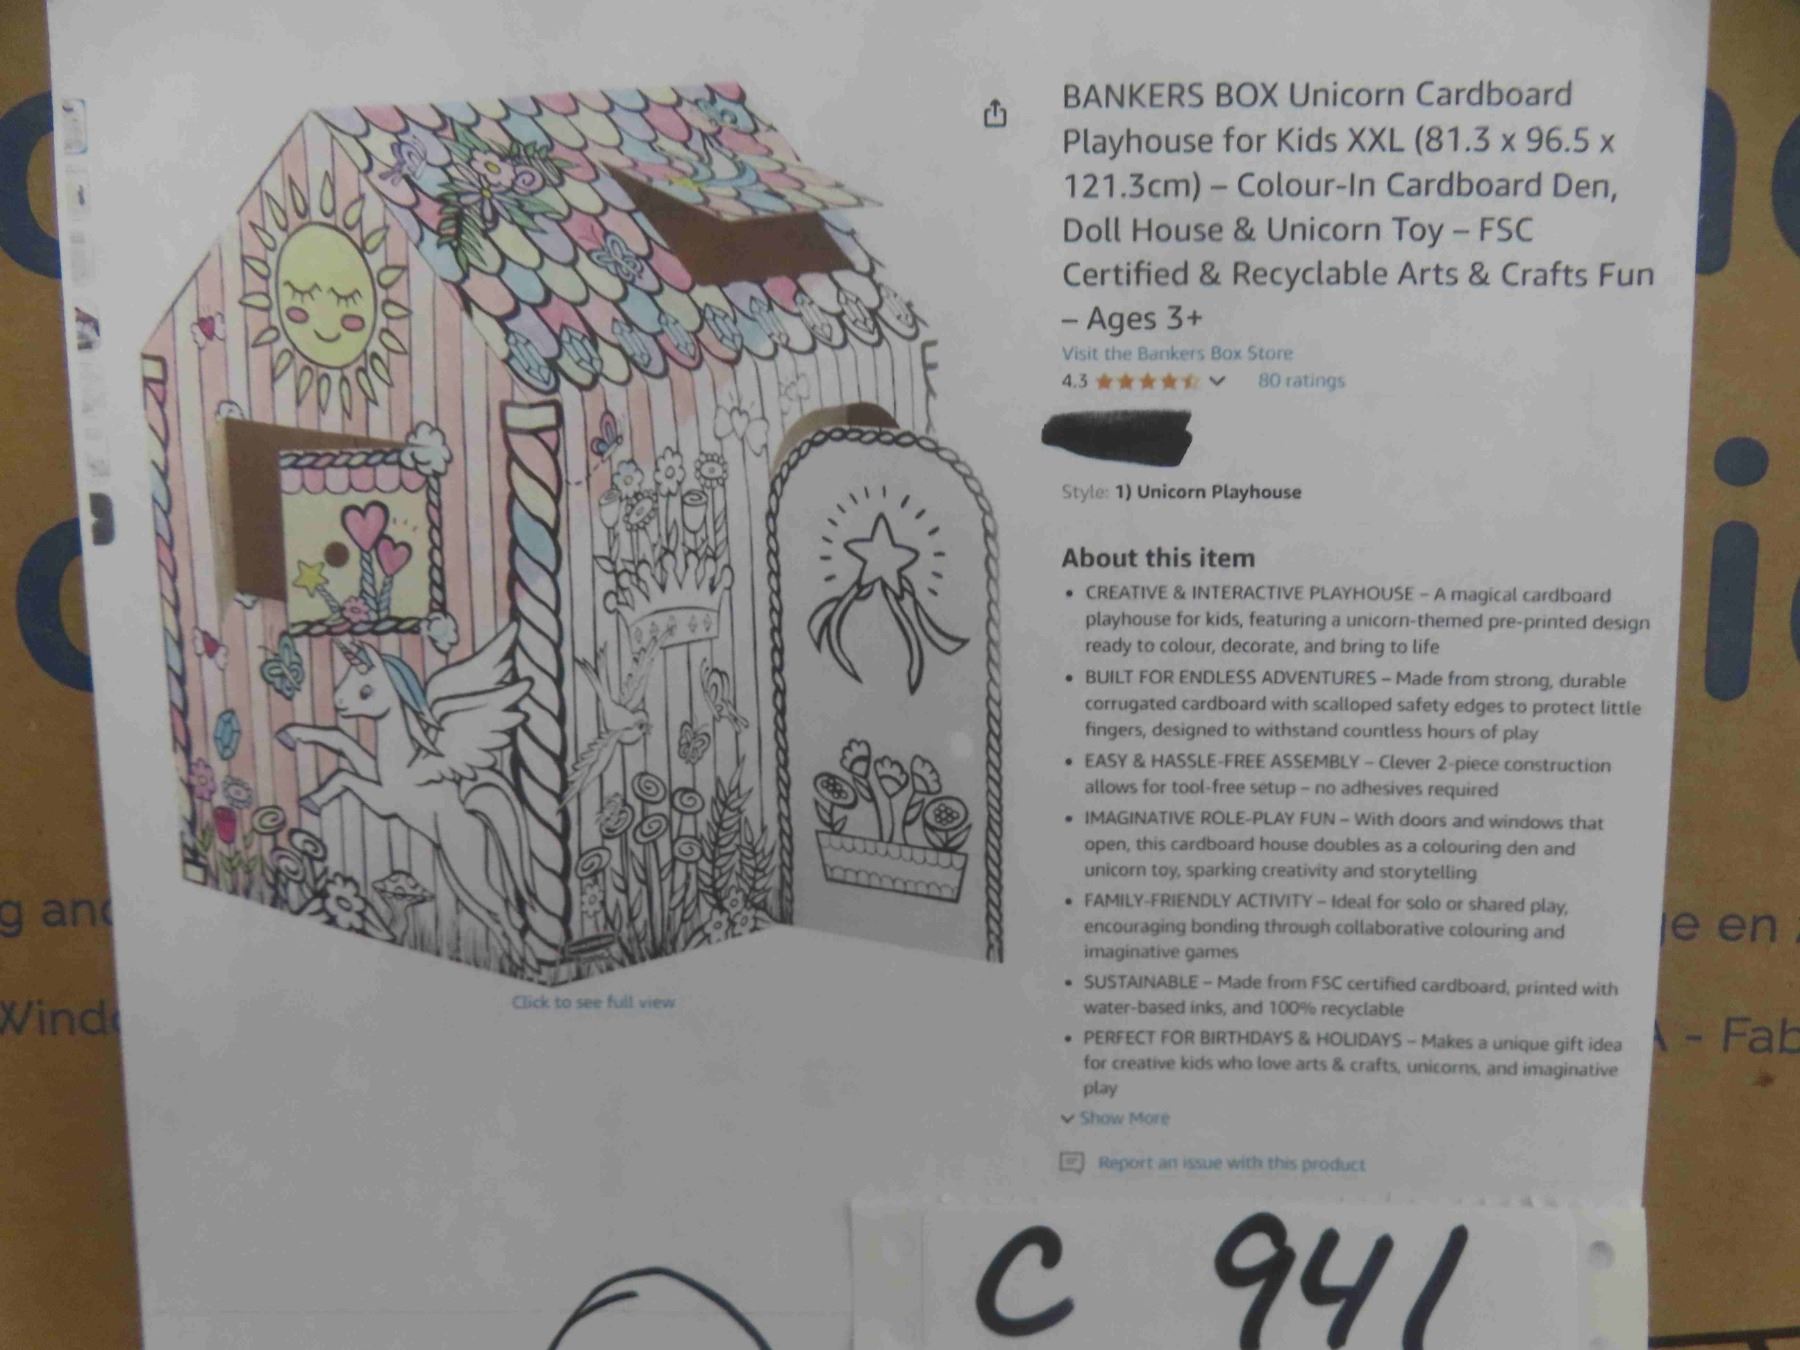 BANKERS BOX Unicorn Cardboard
Playhouse for Kids XXL (81.3 x 96.5 x
121.3cm) – Colour-In Cardboard Den,
Doll House & Unicorn Toy – FSC
Certified & Recyclable Arts & Crafts Fun
– Ages 3+
Visit the Bankers Box Store
4.3 80 ratings
Style: 1) Unicorn Playhouse
About this item
• CREATIVE & INTERACTIVE PLAYHOUSE – A magical cardboard
playhouse for kids, featuring a unicorn-themed pre-printed design
ready to colour, decorate, and bring to life
• BUILT FOR ENDLESS ADVENTURES – Made from strong, durable
corrugated cardboard with scalloped safety edges to protect little
fingers, designed to withstand countless hours of play
• EASY & HASSLE-FREE ASSEMBLY – Clever 2-piece construction
allows for tool-free setup – no adhesives required
• IMAGINATIVE ROLE-PLAY FUN – With doors and windows that
open, this cardboard house doubles as a colouring den and
unicorn toy, sparking creativity and storytelling
• FAMILY-FRIENDLY ACTIVITY – Ideal for solo or shared play,
encouraging bonding through collaborative colouring and
imaginative games
• SUSTAINABLE – Made from FSC certified cardboard, printed with
water-based inks, and 100% recyclable
• PERFECT FOR BIRTHDAYS & HOLIDAYS – Makes a unique gift idea
for creative kids who love arts & crafts, unicorns, and imaginative
play
Show More
Report an issue with this product
Click to see full view
C 941
g and
Wind
e en
- Fab